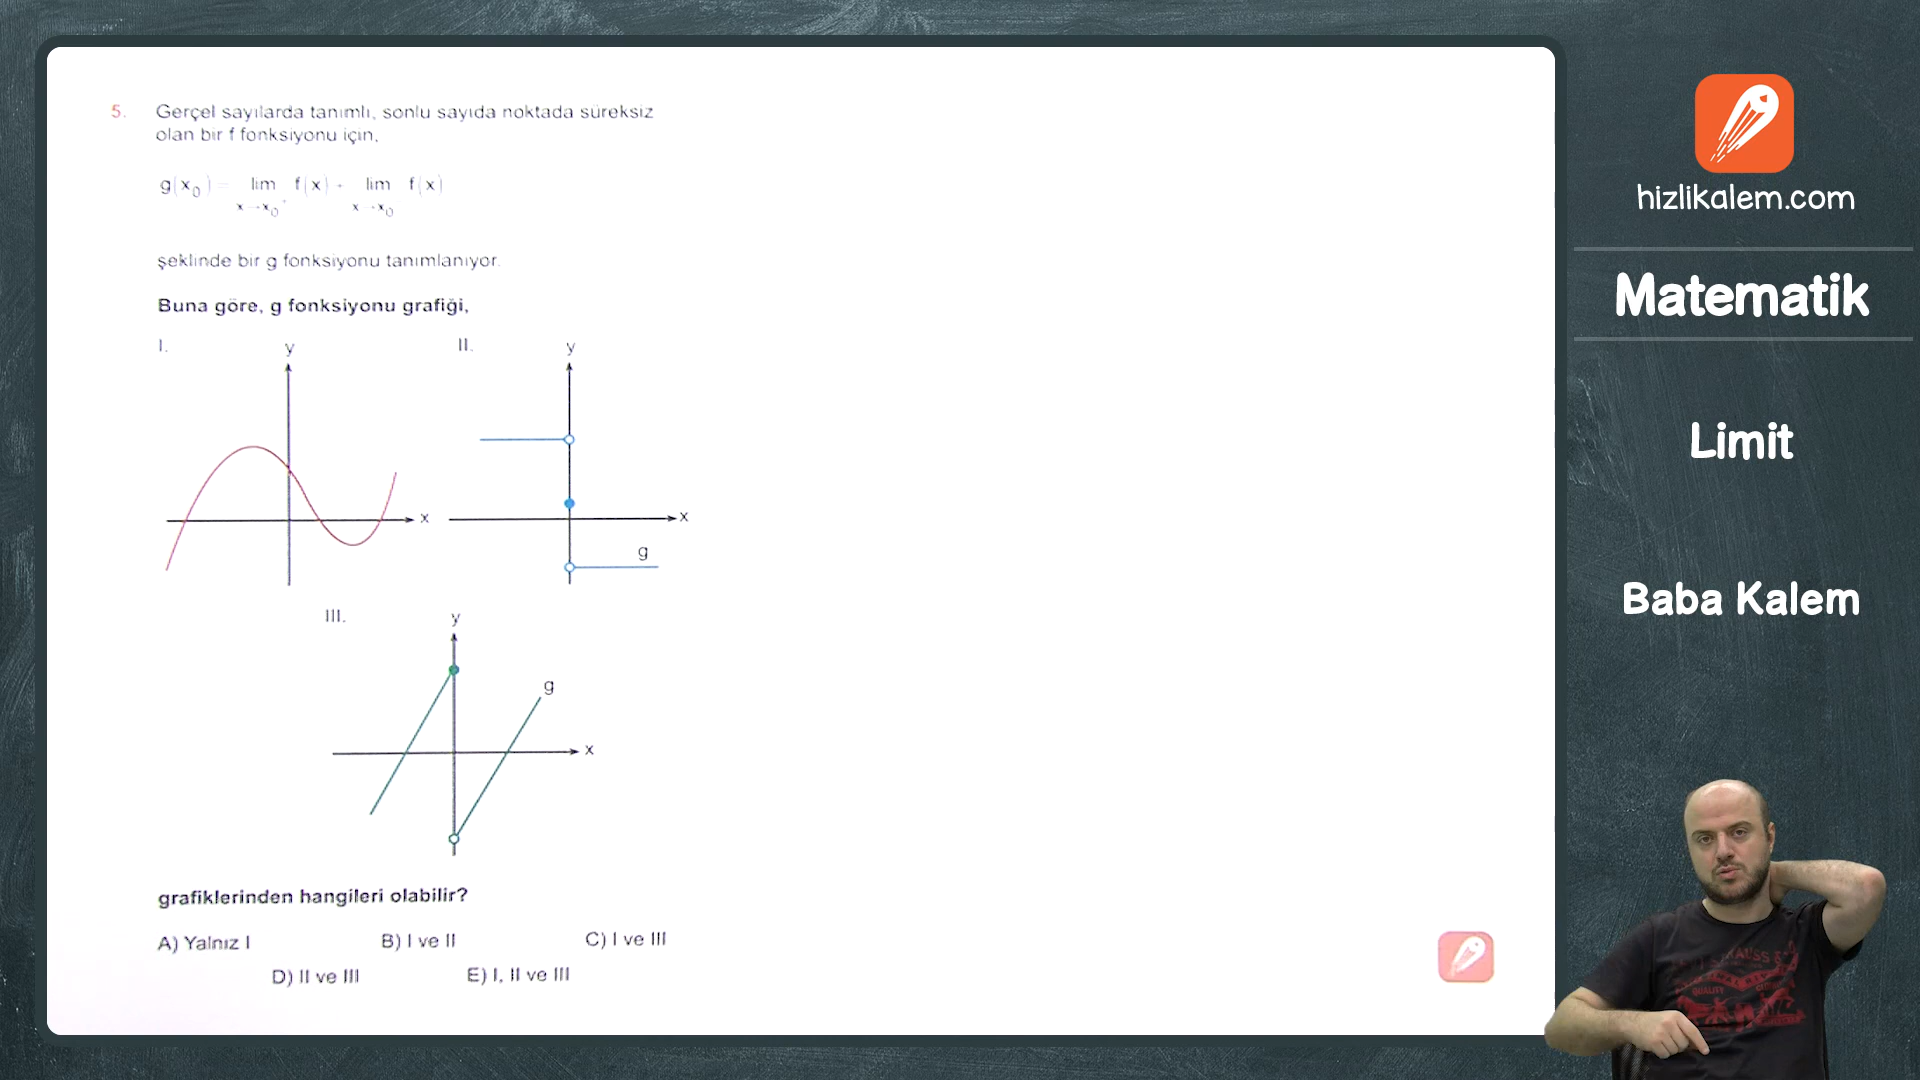 5. Gerçel sayılarda tanımlı, sonlu sayıda noktada süreksiz
olan bir f fonksiyonu için,
g(x₀) = lim f(x) + lim f(x)
x→x₀⁺ x→x₀⁻
şeklinde bir g fonksiyonu tanımlanıyor.
Buna göre, g fonksiyonu grafiği,
I. y II. y
x x
g
III. y
g
x
grafiklerinden hangileri olabilir?
A) Yalnız I B) I ve II C) I ve III
D) II ve III E) I, II ve III
hizlikalem.com
Matematik
Limit
Baba Kalem